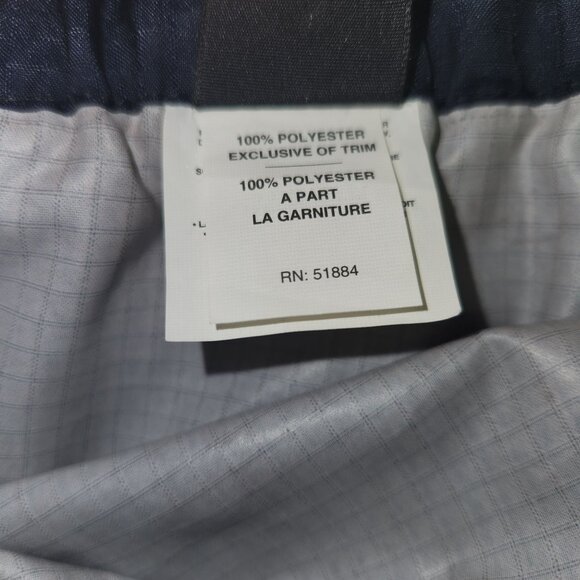 100% POLYESTER
EXCLUSIVE OF TRIM
100% POLYESTER
A PART
LA GARNITURE
RN: 51884